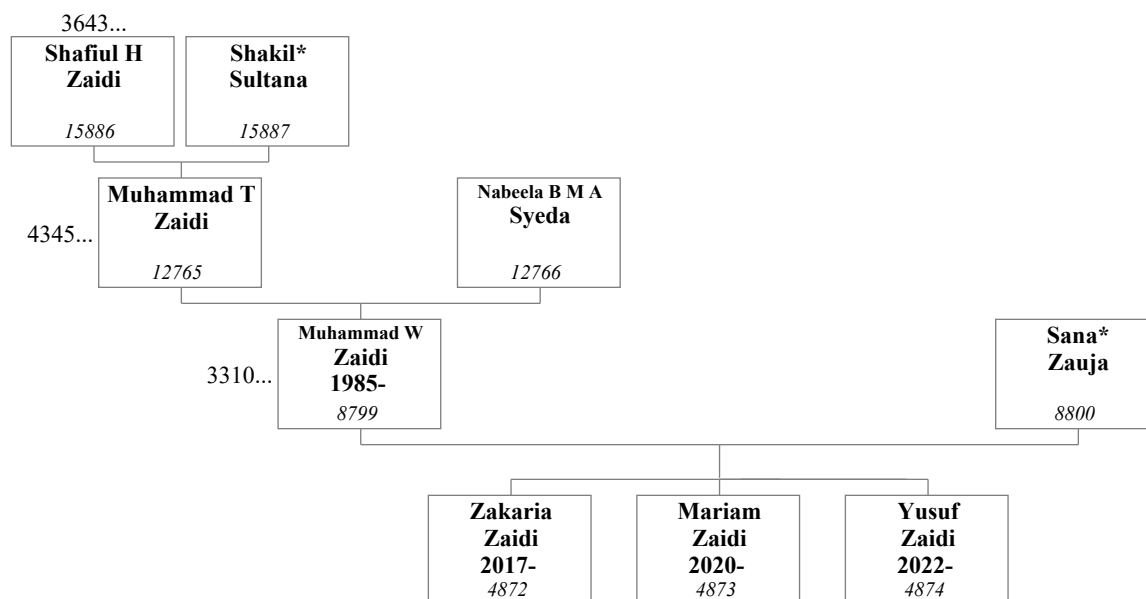 3643...
Shafiul H
Zaidi
15886
Shakil*
Sultana
15887
4345...
Muhammad T
Zaidi
12765
Nabeela B M A
Syeda
12766
3310...
Muhammad W
Zaidi
1985-
8799
Sana*
Zauja
8800
Zakaria
Zaidi
2017-
4872
Mariam
Zaidi
2020-
4873
Yusuf
Zaidi
2022-
4874